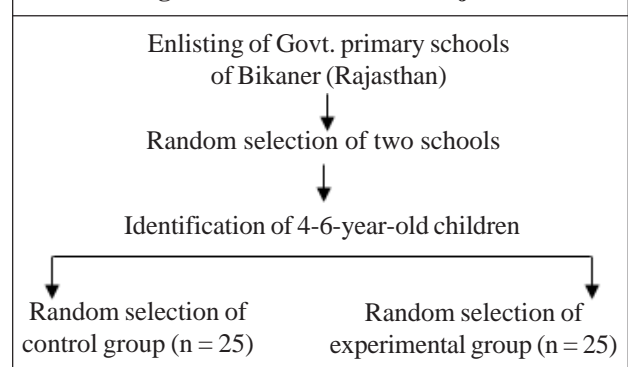 Enlisting of Govt. primary schools
of Bikaner (Rajasthan)
Random selection of two schools
Identification of 4-6-year-old children
Random selection of
control group (n = 25)
Random selection of
experimental group (n = 25)